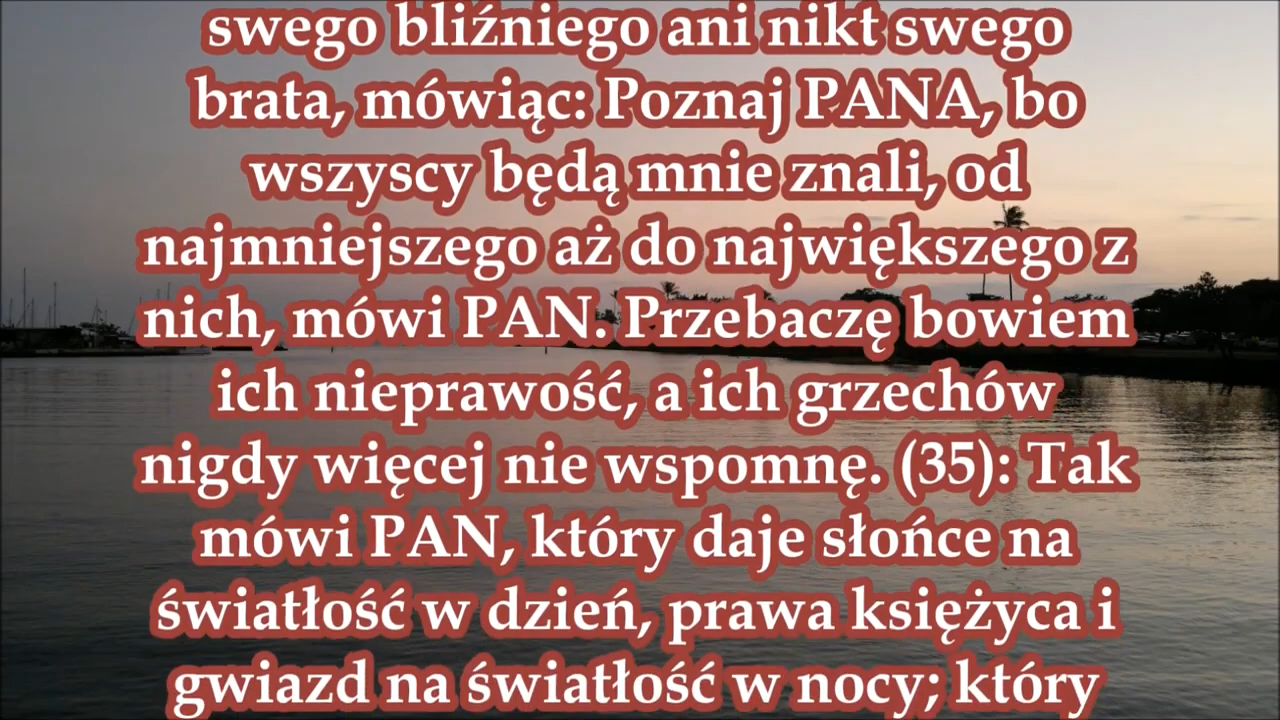 swego bliźniego ani nikt swego
brata, mówiąc: Poznaj PANA, bo
wszyscy będą mnie znali, od
najmniejszego aż do największego z
nich, mówi PAN. Przebaczę bowiem
ich nieprawość, a ich grzechów
nigdy więcej nie wspomnę. (35): Tak
mówi PAN, który daje słońce na
światłość w dzień, prawa księżyca i
gwiazd na światłość w nocy; który